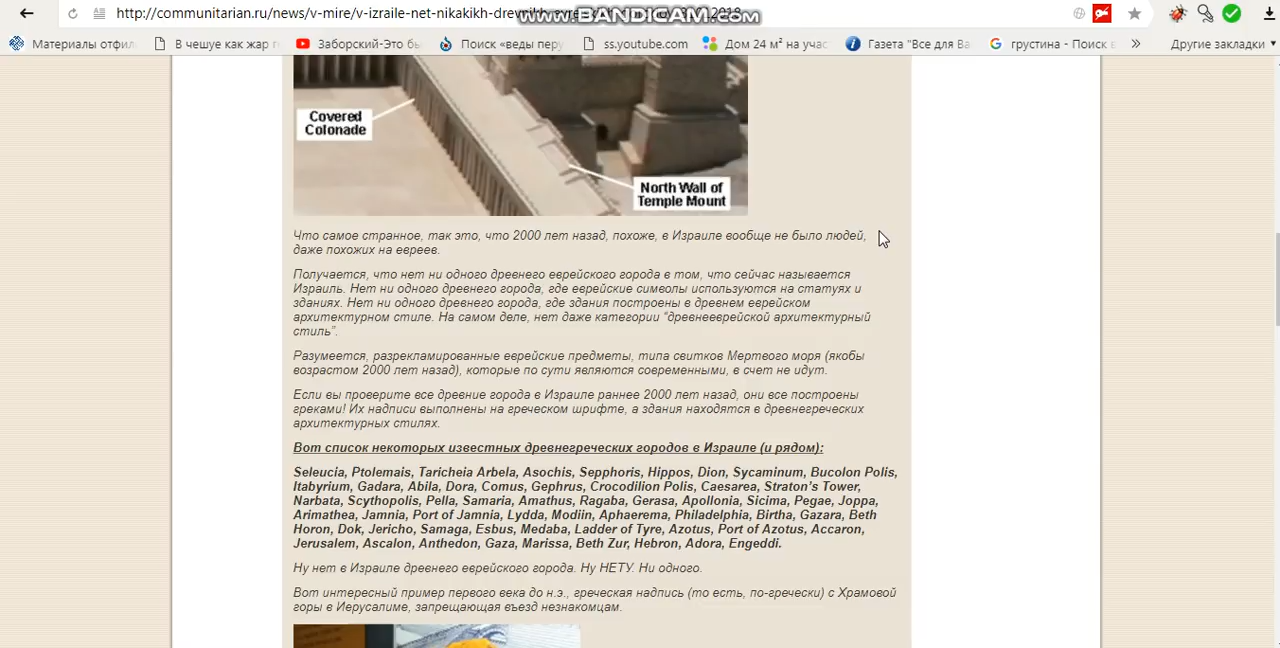 http://communitarian.ru/news/v-mire/v-izraile-net-nikakikh-drevnikh-evre
WWW.BANDICAM.COM
2018
Материалы отфил
В чешуе как жар г
Заборский-Это бы
Поиск «веды перу
ss.youtube.com
Дом 24 м² на учас
Газета "Все для Ва
грустина - Поиск в
»
Другие закладки
Covered
Colonade
North Wall of
Temple Mount
Что самое странное, так это, что 2000 лет назад, похоже, в Израиле вообще не было людей,
даже похожих на евреев.
Получается, что нет ни одного древнего еврейского города в том, что сейчас называется
Израиль. Нет ни одного древнего города, где еврейские символы используются на статуях и
зданиях. Нет ни одного древнего города, где здания построены в древнем еврейском
архитектурном стиле. На самом деле, нет даже категории “древнееврейской архитектурный
стиль”.
Разумеется, разрекламированные еврейские предметы, типа свитков Мертвого моря (якобы
возрастом 2000 лет назад), которые по сути являются современными, в счет не идут.
Если вы проверите все древние города в Израиле раннее 2000 лет назад, они все построены
греками! Их надписи выполнены на греческом шрифте, а здания находятся в древнегреческих
архитектурных стилях.
Вот список некоторых известных древнегреческих городов в Израиле (и рядом):
Seleucia, Ptolemais, Taricheia Arbela, Asochis, Sepphoris, Hippos, Dion, Sycaminum, Bucolon Polis,
Itabyrium, Gadara, Abila, Dora, Comus, Gephrus, Crocodilion Polis, Caesarea, Straton’s Tower,
Narbata, Scythopolis, Pella, Samaria, Amathus, Ragaba, Gerasa, Apollonia, Sicima, Pegae, Joppa,
Arimathea, Jamnia, Port of Jamnia, Lydda, Modiin, Aphaerema, Philadelphia, Birtha, Gazara, Beth
Horon, Dok, Jericho, Samaga, Esbus, Medaba, Ladder of Tyre, Azotus, Port of Azotus, Accaron,
Jerusalem, Ascalon, Anthedon, Gaza, Marissa, Beth Zur, Hebron, Adora, Engeddi.
Ну нет в Израиле древнего еврейского города. Ну НЕТУ. Ни одного.
Вот интересный пример первого века до н.э., греческая надпись (то есть, по-гречески) с Храмовой
горы в Иерусалиме, запрещающая въезд незнакомцам.